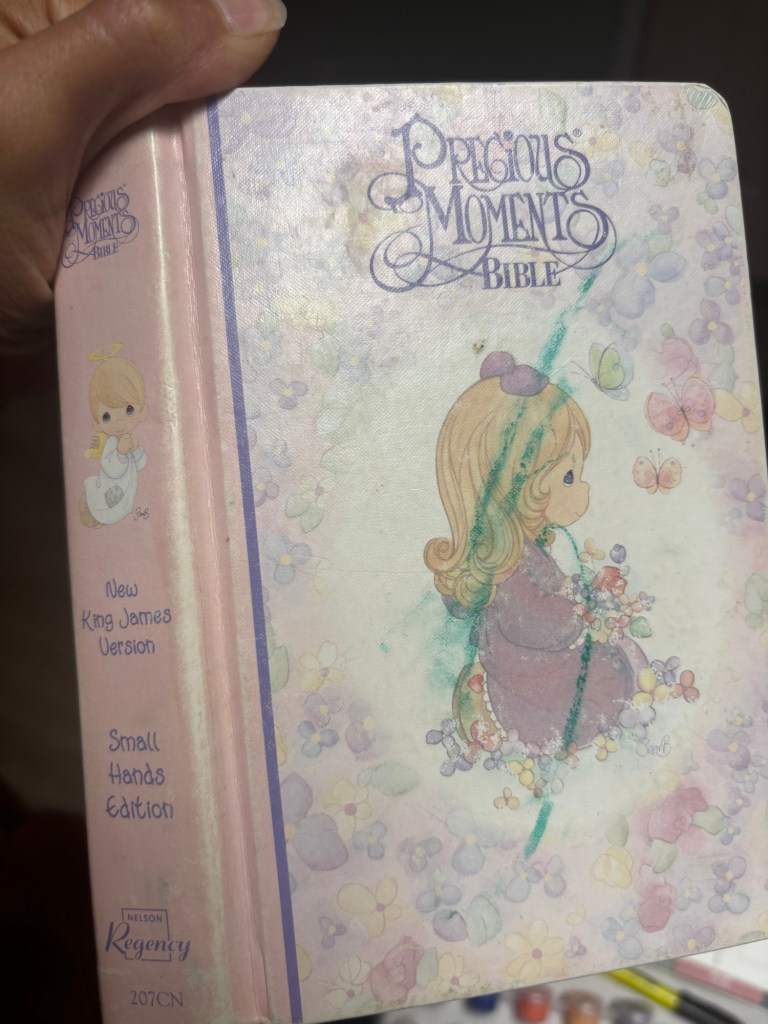 PRECIOUS®
MOMENTS
BIBLE
PRECIOUS
MOMENTS
BIBLE
New
King James
Version
Small
Hands
Edition
NELSON
Regency
207CN